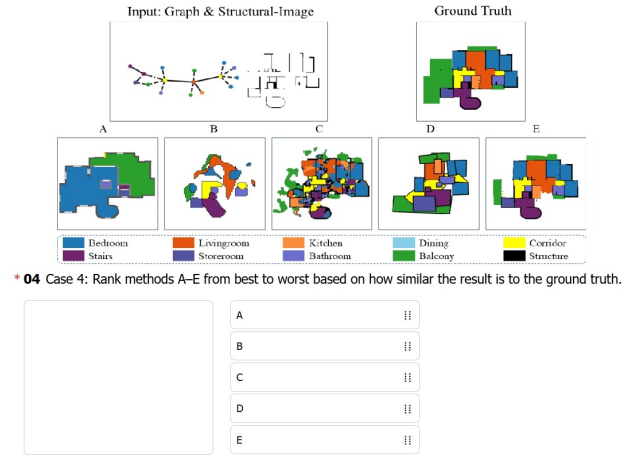 Input: Graph & Structural-Image
Ground Truth
A B C D E
Bedroom Livingroom Kitchen Dining Corridor
Stairs Storeroom Bathroom Balcony Structure
* 04 Case 4: Rank methods A–E from best to worst based on how similar the result is to the ground truth.
A
B
C
D
E